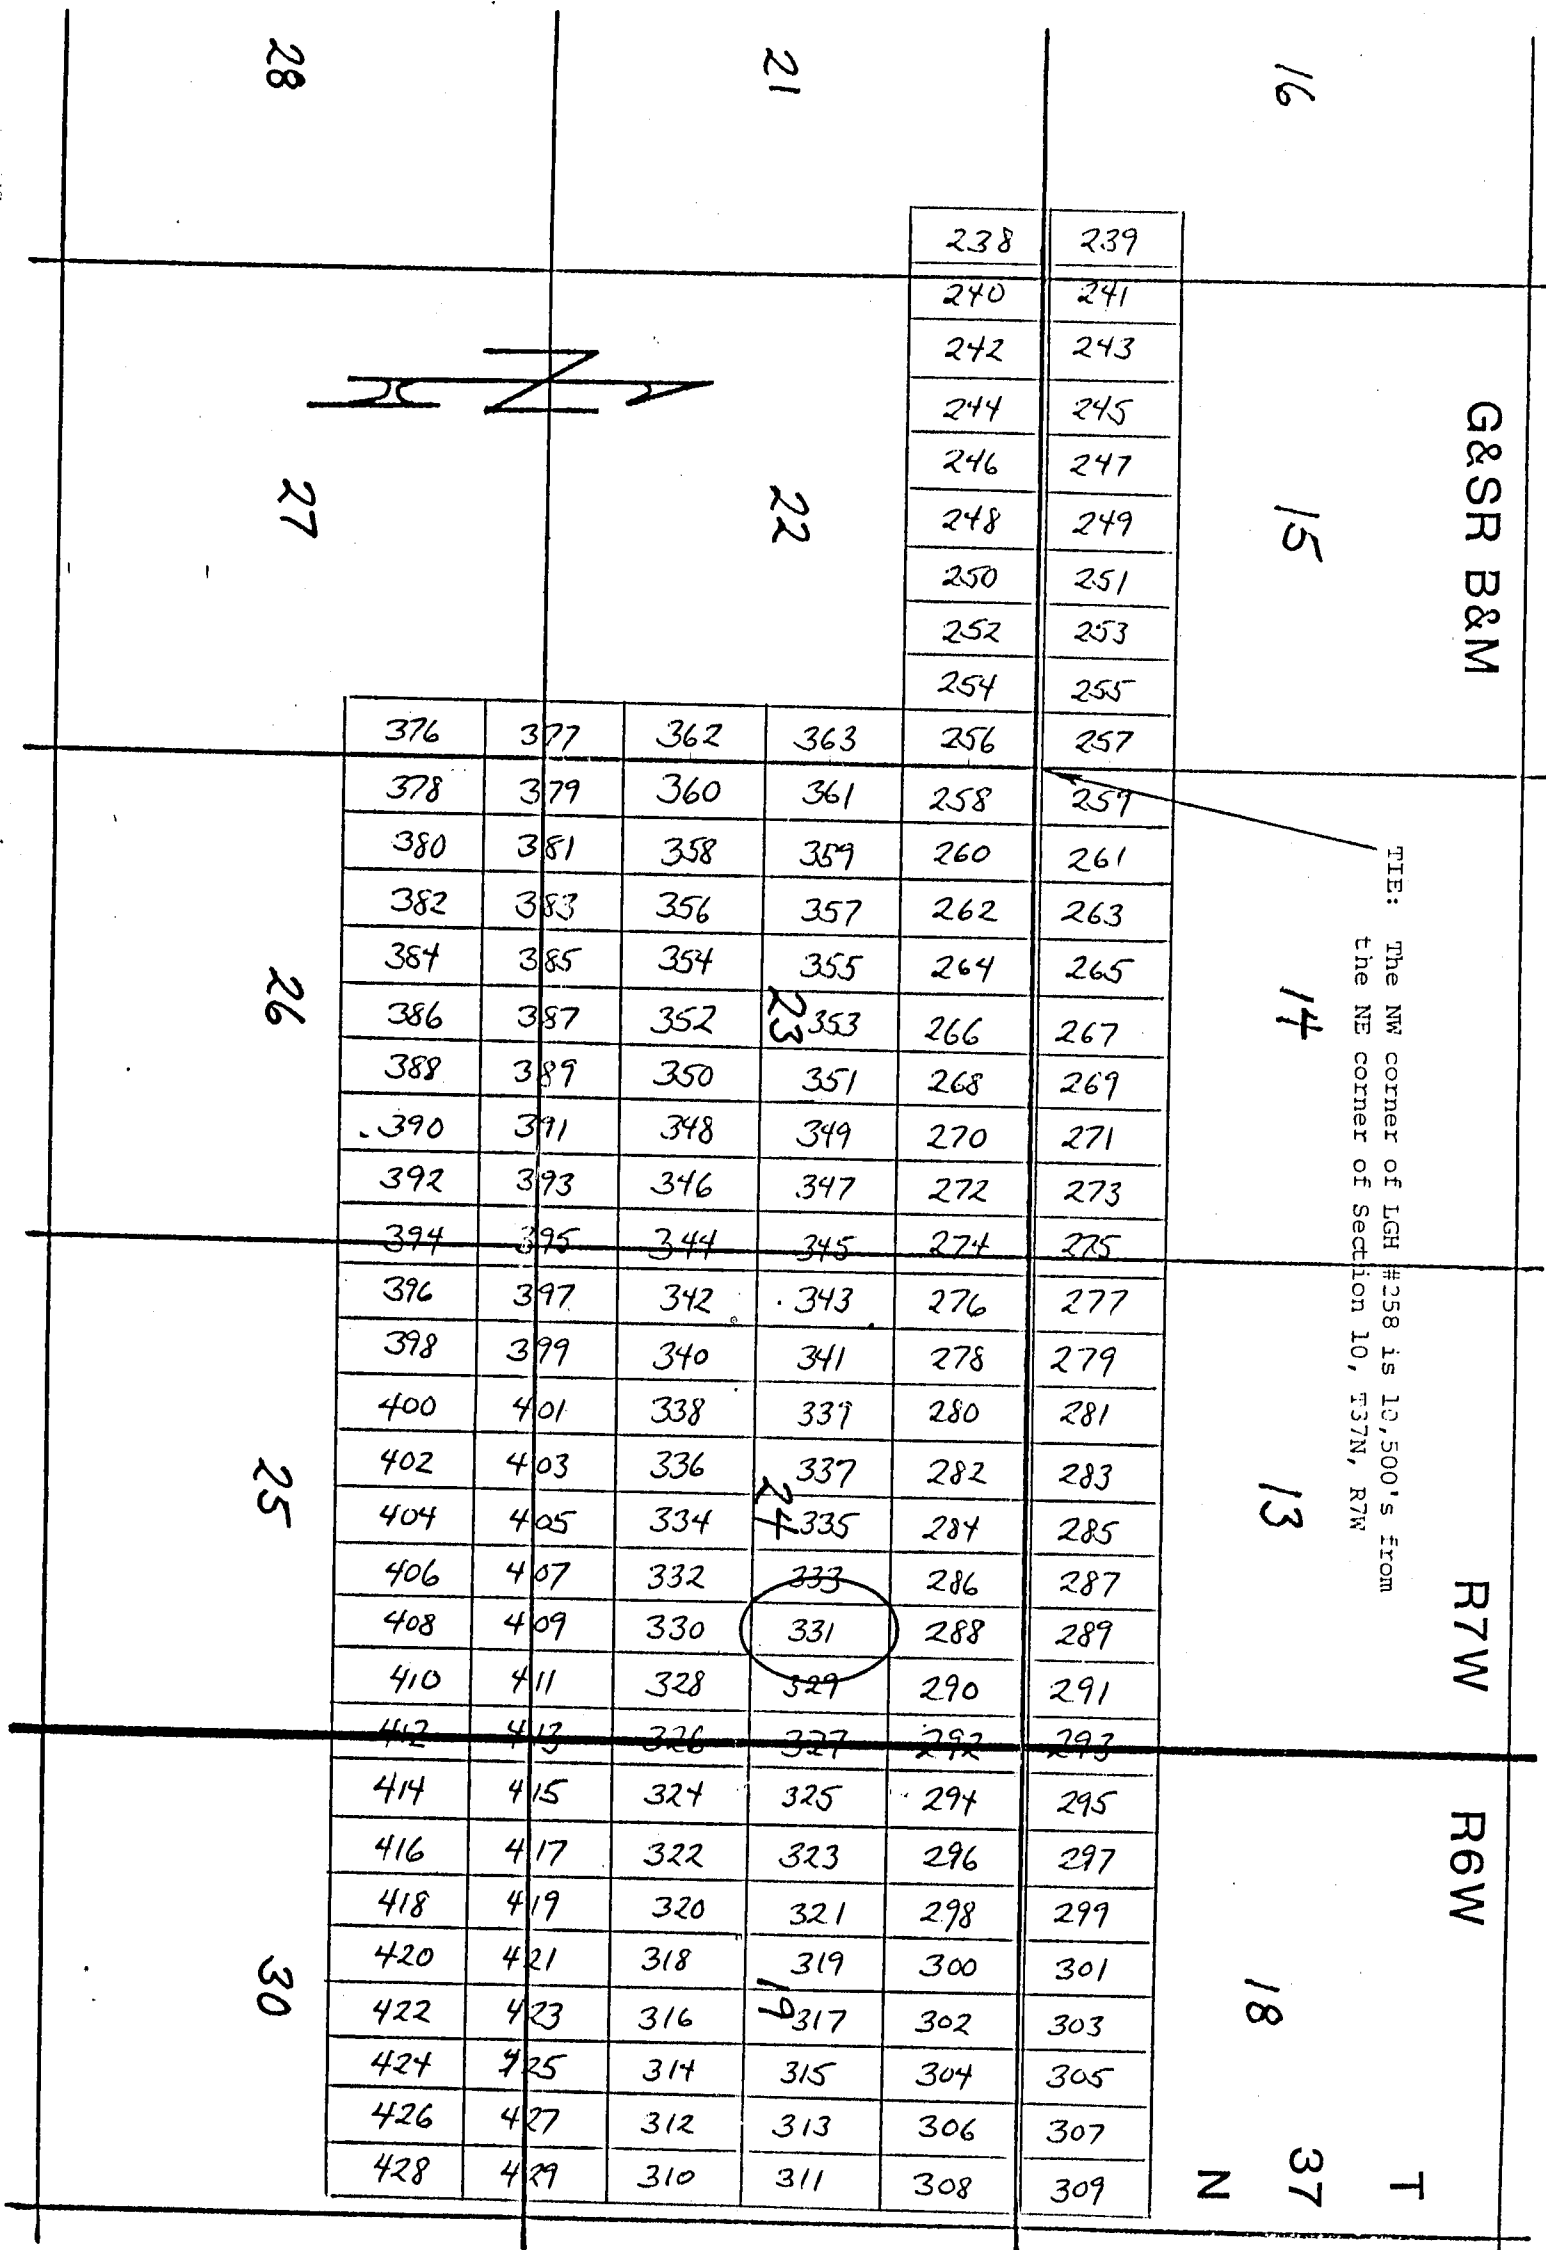 G&SR B&M
R7W
R6W
T
37
N
TIE: The NW corner of LGH #258 is 10,500's from
the NE corner of Section 10, T37N, R7W
16
15
14
13
18
21
22
23
24
19
28
27
26
25
30
238 239
240 241
242 243
244 245
246 247
248 249
250 251
252 253
254 255
376 377 362 363 256 257
378 379 360 361 258 259
380 381 358 359 260 261
382 383 356 357 262 263
384 385 354 355 264 265
386 387 352 353 266 267
388 389 350 351 268 269
390 391 348 349 270 271
392 393 346 347 272 273
394 395 344 345 274 275
396 397 342 343 276 277
398 399 340 341 278 279
400 401 338 339 280 281
402 403 336 337 282 283
404 405 334 335 284 285
406 407 332 333 286 287
408 409 330 331 288 289
410 411 328 329 290 291
412 413 326 327 292 293
414 415 324 325 294 295
416 417 322 323 296 297
418 419 320 321 298 299
420 421 318 319 300 301
422 423 316 317 302 303
424 425 314 315 304 305
426 427 312 313 306 307
428 429 310 311 308 309
N